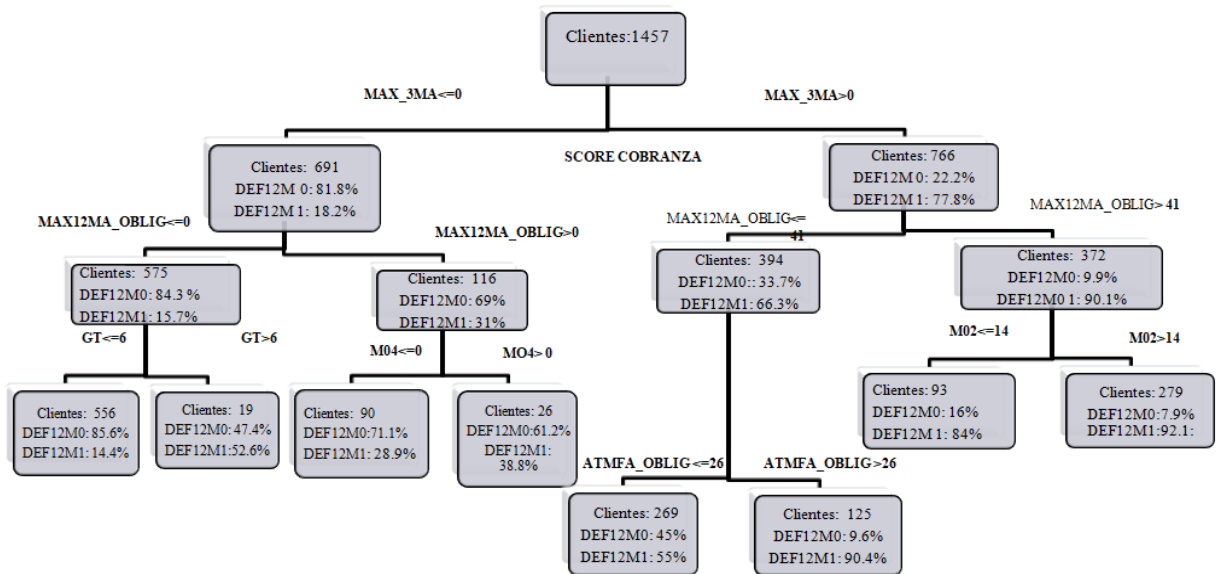 Clientes:1457
MAX_3MA<=0
MAX_3MA>0
SCORE COBRANZA
Clientes: 691
DEF12M 0: 81.8%
DEF12M 1: 18.2%
Clientes: 766
DEF12M 0: 22.2%
DEF12M 1: 77.8%
MAX12MA_OBLIG<=0
MAX12MA_OBLIG>0
MAX12MA_OBLIG<=
41
MAX12MA_OBLIG> 41
Clientes: 575
DEF12M0: 84.3 %
DEF12M1: 15.7%
Clientes: 116
DEF12M0: 69%
DEF12M1: 31%
Clientes: 394
DEF12M0:: 33.7%
DEF12M1: 66.3%
Clientes: 372
DEF12M0: 9.9%
DEF12M0 1: 90.1%
GT<=6
GT>6
M04<=0
MO4> 0
M02<=14
M02>14
Clientes: 556
DEF12M0: 85.6%
DEF12M1: 14.4%
Clientes: 19
DEF12M0: 47.4%
DEF12M1:52.6%
Clientes: 90
DEF12M0:71.1%
DEF12M1: 28.9%
Clientes: 26
DEF12M0:61.2%
DEF12M1:
38.8%
Clientes: 93
DEF12M0: 16%
DEF12M 1: 84%
Clientes: 279
DEF12M0:7.9%
DEF12M1:92.1:
ATMFA_OBLIG<=26
ATMFA_OBLIG>26
Clientes: 269
DEF12M0: 45%
DEF12M1: 55%
Clientes: 125
DEF12M0: 9.6%
DEF12M1: 90.4%